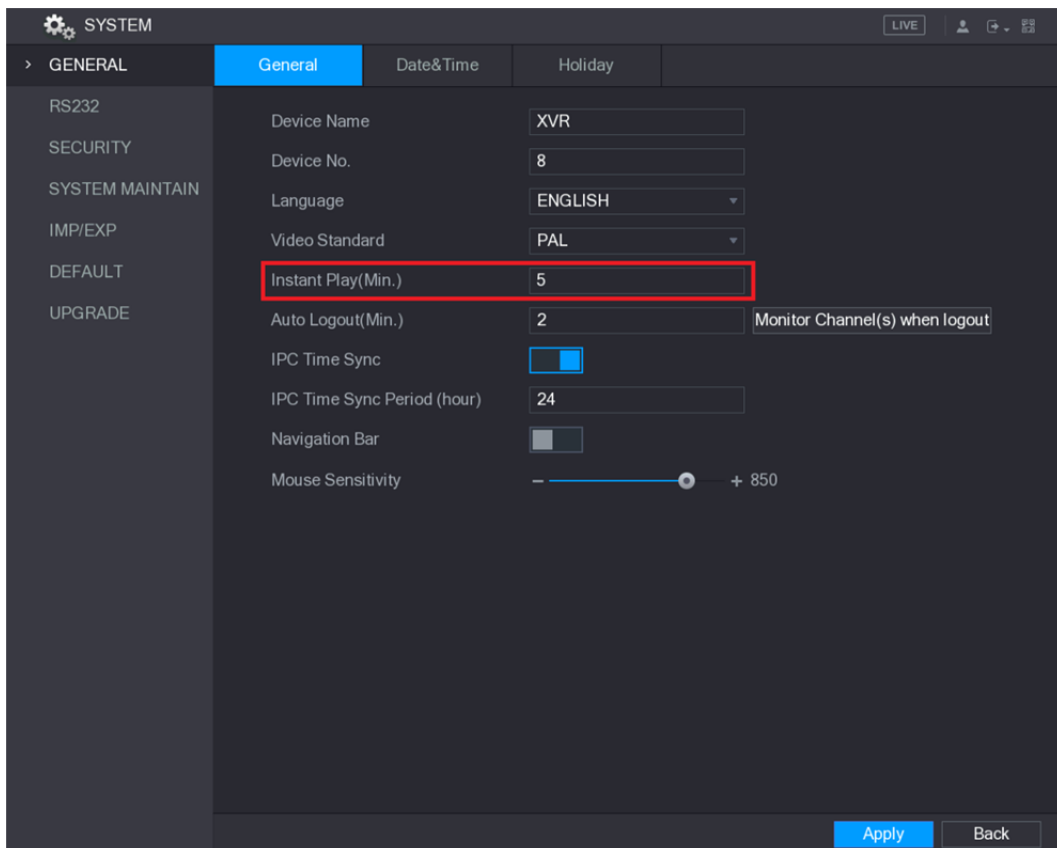 SYSTEM
LIVE
> GENERAL
General Date&Time Holiday
RS232
SECURITY
SYSTEM MAINTAIN
IMP/EXP
DEFAULT
UPGRADE
Device Name XVR
Device No. 8
Language ENGLISH
Video Standard PAL
Instant Play(Min.) 5
Auto Logout(Min.) 2 Monitor Channel(s) when logout
IPC Time Sync
IPC Time Sync Period (hour) 24
Navigation Bar
Mouse Sensitivity − + 850
Apply Back